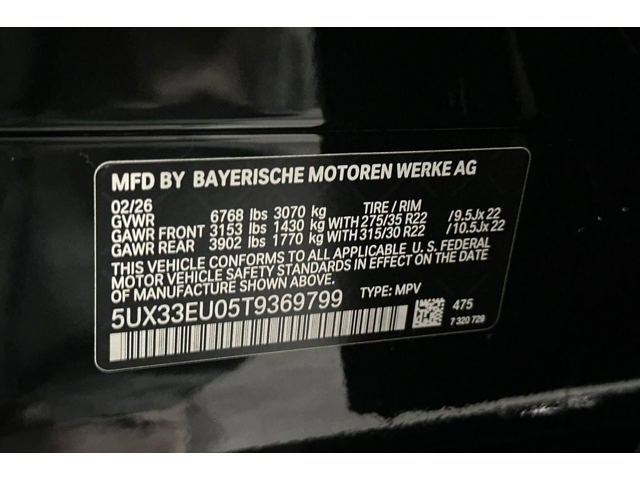 MFD BY BAYERISCHE MOTOREN WERKE AG
02/26 TIRE / RIM
GVWR 6768 lbs 3070 kg
GAWR FRONT 3153 lbs 1430 kg WITH 275/35 R22 /9.5Jx22
GAWR REAR 3902 lbs 1770 kg WITH 315/30 R22 /10.5Jx22
THIS VEHICLE CONFORMS TO ALL APPLICABLE U. S. FEDERAL
MOTOR VEHICLE SAFETY STANDARDS IN EFFECT ON THE DATE
OF MANUFACTURE SHOWN ABOVE.
5UX33EU05T9369799 TYPE: MPV 475
7 320 729